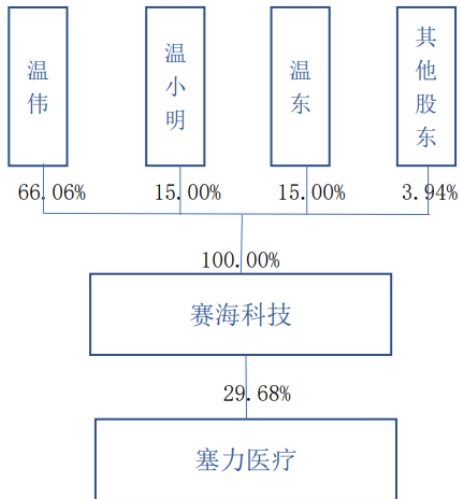 温伟
温小明
温东
其他股东
66.06%
15.00%
15.00%
3.94%
100.00%
赛海科技
29.68%
塞力医疗